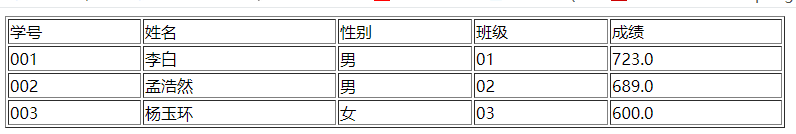 学号 姓名 性别 班级 成绩
001 李白 男 01 723.0
002 孟浩然 男 02 689.0
003 杨玉环 女 03 600.0